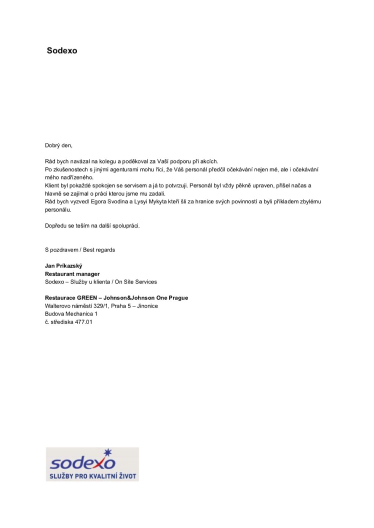 Sodexo
Dobrý den,
Rád bych navázal na kolegu a poděkoval za Vaší podporu při akcích.
Po zkušenostech s jinými agenturami mohu říci, že Váš personál předčil očekávání nejen mé, ale i očekávání
mého nadřízeného.
Klient byl pokaždé spokojen se servisem a já to potvrzuji. Personál byl vždy pěkně upraven, přišel načas a
hlavně se zajímal o práci kterou jsme mu zadali.
Rád bych vyzvedl Egora Svodína a Lysyi Mykyta kteří šli za hranice svých povinností a byli příkladem zbylému
personálu.
Dopředu se teším na další spolupráci.
S pozdravem / Best regards
Jan Příkazský
Restaurant manager
Sodexo – Služby u klienta / On Site Services
Restaurace GREEN – Johnson&Johnson One Prague
Walterovo náměstí 329/1, Praha 5 – Jinonice
Budova Mechanica 1
č. střediska 477.01
sodexo
SLUŽBY PRO KVALITNÍ ŽIVOT